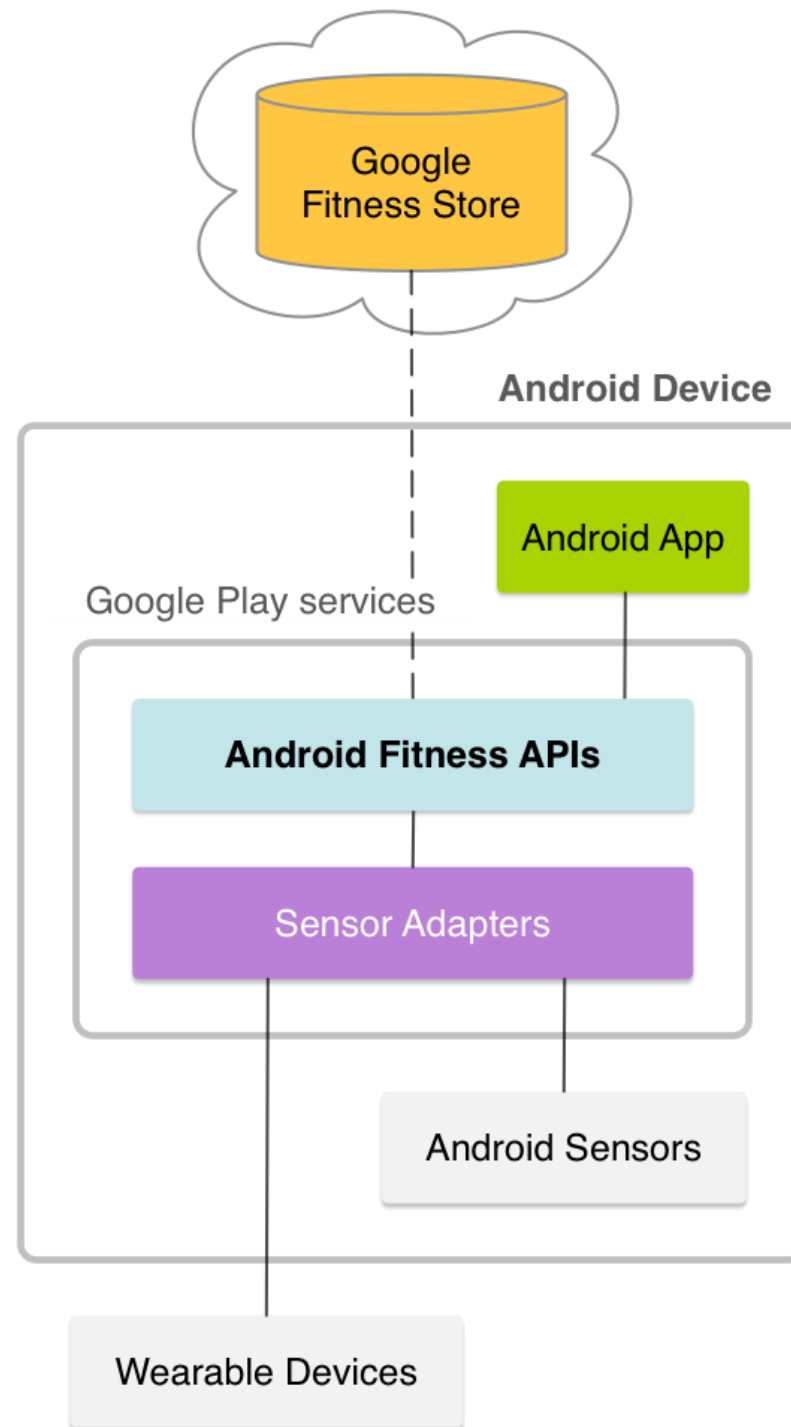 Google
Fitness Store
Android Device
Android App
Google Play services
Android Fitness APIs
Sensor Adapters
Android Sensors
Wearable Devices